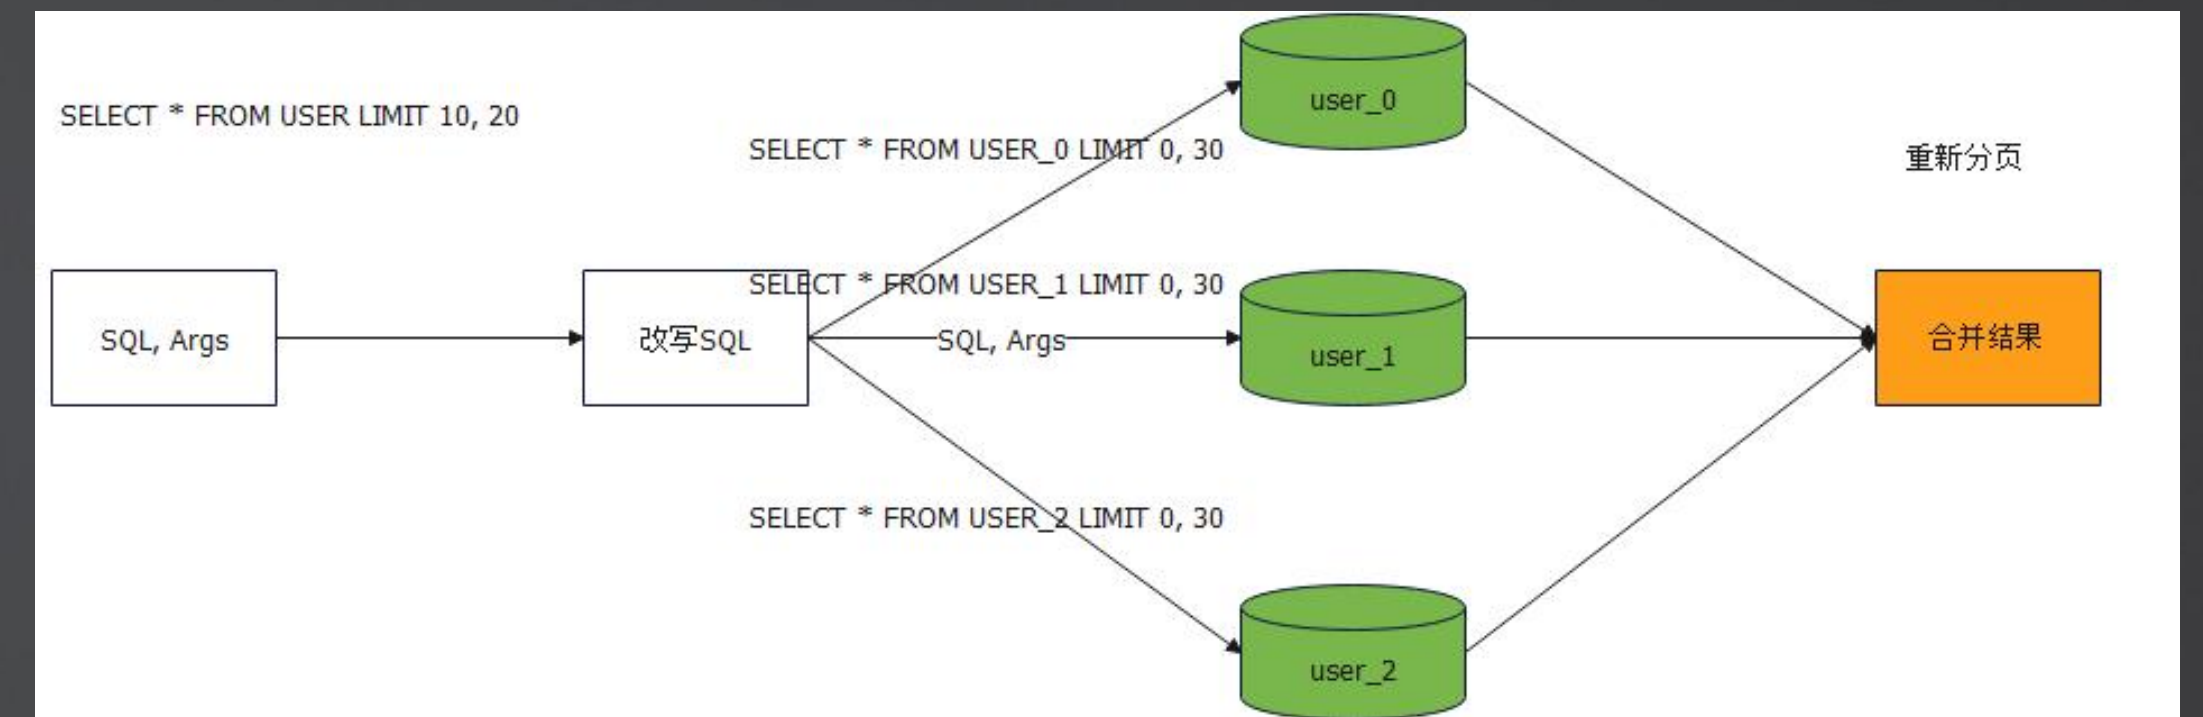 SELECT * FROM USER LIMIT 10, 20
SELECT * FROM USER_0 LIMIT 0, 30
user_0
重新分页
SELECT * FROM USER_1 LIMIT 0, 30
SQL, Args
改写SQL
SQL, Args
user_1
合并结果
SELECT * FROM USER_2 LIMIT 0, 30
user_2